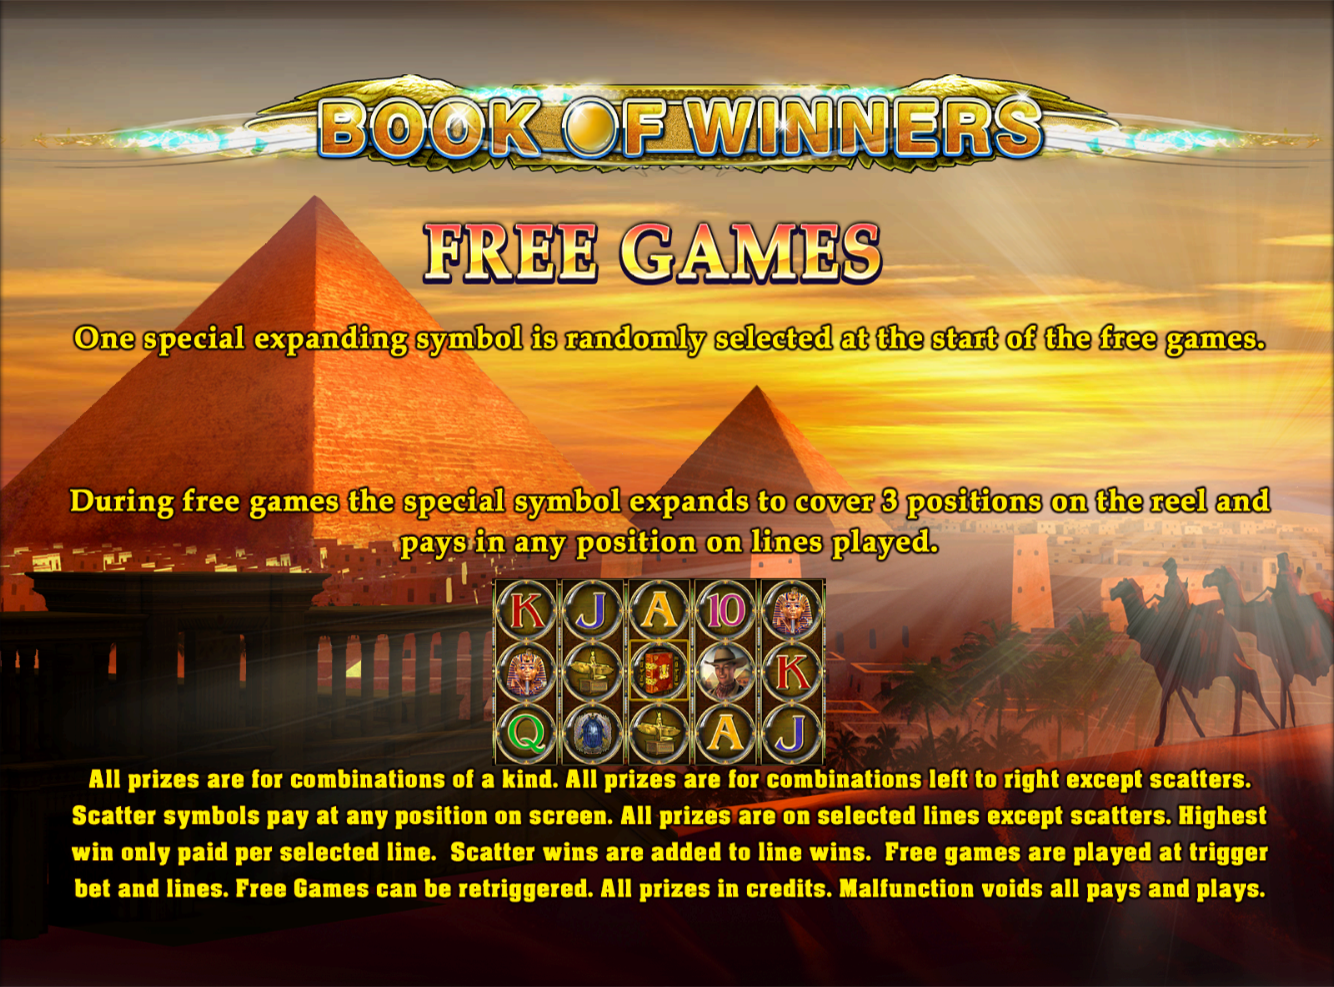 BOOK OF WINNERS
FREE GAMES
One special expanding symbol is randomly selected at the start of the free games.
During free games the special symbol expands to cover 3 positions on the reel and
pays in any position on lines played.
K J A 10
K
Q A J
All prizes are for combinations of a kind. All prizes are for combinations left to right except scatters.
Scatter symbols pay at any position on screen. All prizes are on selected lines except scatters. Highest
win only paid per selected line. Scatter wins are added to line wins. Free games are played at trigger
bet and lines. Free Games can be retriggered. All prizes in credits. Malfunction voids all pays and plays.